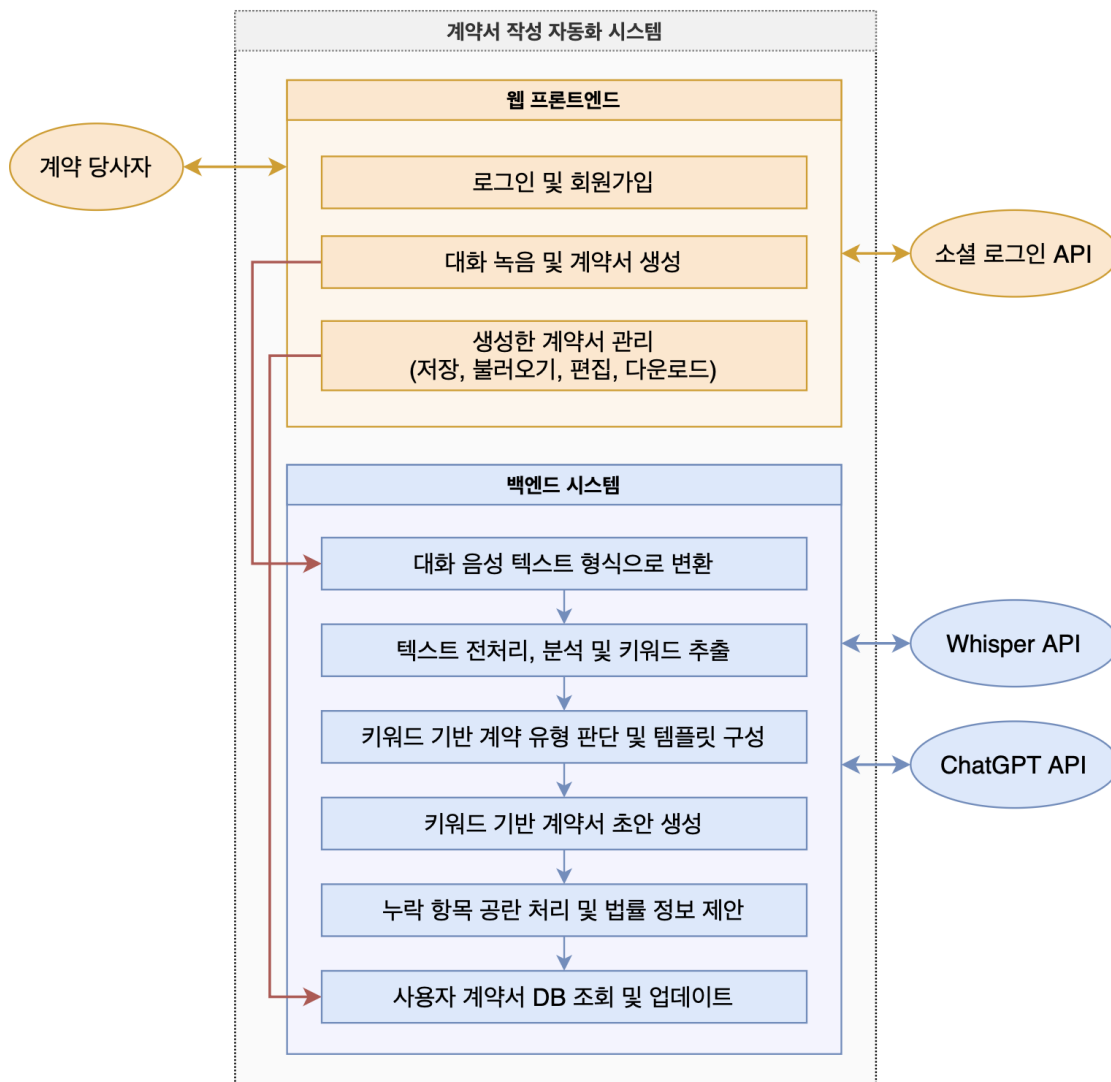 계약서 작성 자동화 시스템
웹 프론트엔드
계약 당사자
로그인 및 회원가입
대화 녹음 및 계약서 생성
소셜 로그인 API
생성한 계약서 관리
(저장, 불러오기, 편집, 다운로드)
백엔드 시스템
대화 음성 텍스트 형식으로 변환
텍스트 전처리, 분석 및 키워드 추출
Whisper API
키워드 기반 계약 유형 판단 및 템플릿 구성
ChatGPT API
키워드 기반 계약서 초안 생성
누락 항목 공란 처리 및 법률 정보 제안
사용자 계약서 DB 조회 및 업데이트